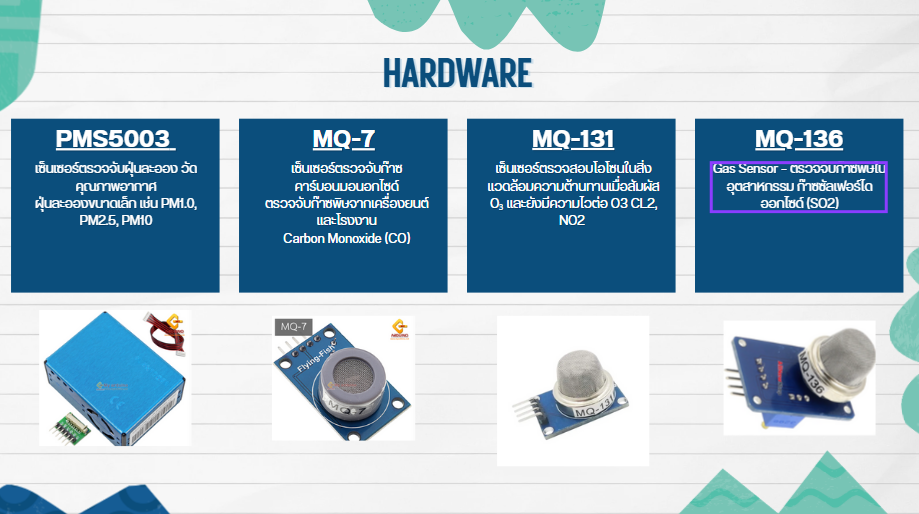 HARDWARE
PMS5003
เซ็นเซอร์ตรวจจับฝุ่นละออง วัด
คุณภาพอากาศ
ฝุ่นละอองขนาดเล็ก เช่น PM1.0,
PM2.5, PM10
MQ-7
เซ็นเซอร์ตรวจจับก๊าซ
คาร์บอนมอนอกไซด์
ตรวจจับก๊าซพิษจากเครื่องยนต์
และโรงงาน
Carbon Monoxide (CO)
MQ-131
เซ็นเซอร์ตรวจสอบโอโซนในสิ่ง
แวดล้อมความต้านทานเมื่อสัมผัส
O₃ และยังมีความไวต่อ O3 CL2,
NO2
MQ-136
Gas Sensor - ตรวจจับก๊าซพิษใน
อุตสาหกรรม ก๊าซซัลเฟอร์ได
ออกไซด์ (SO2)
MQ-7
Flying-Fish
MQ-7
MQ-131
MQ-136